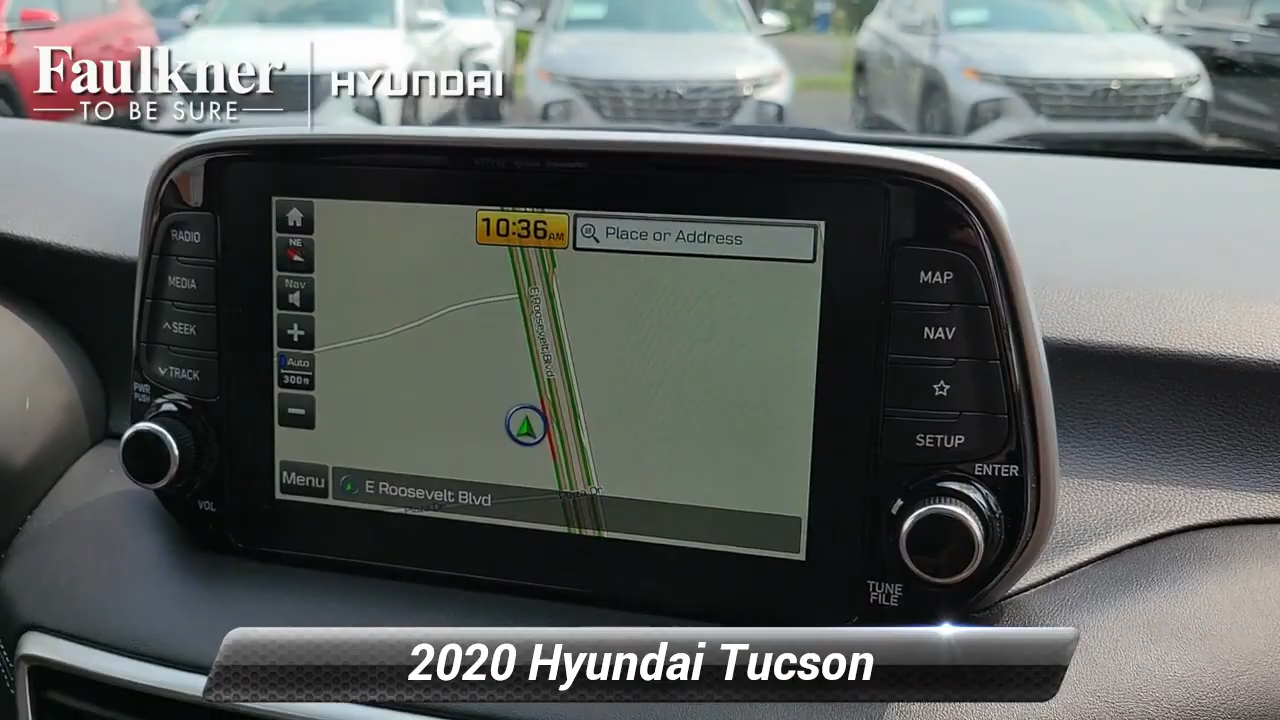 Faulkner
TO BE SURE
HYUNDAI
RADIO
MEDIA
SEEK
TRACK
PWR
PUSH
VOL
NE
Nav
Auto
300ft
Menu
10:36AM
Place or Address
E Roosevelt Blvd
E Roosevelt Blvd
MAP
NAV
SETUP
ENTER
TUNE
FILE
2020 Hyundai Tucson